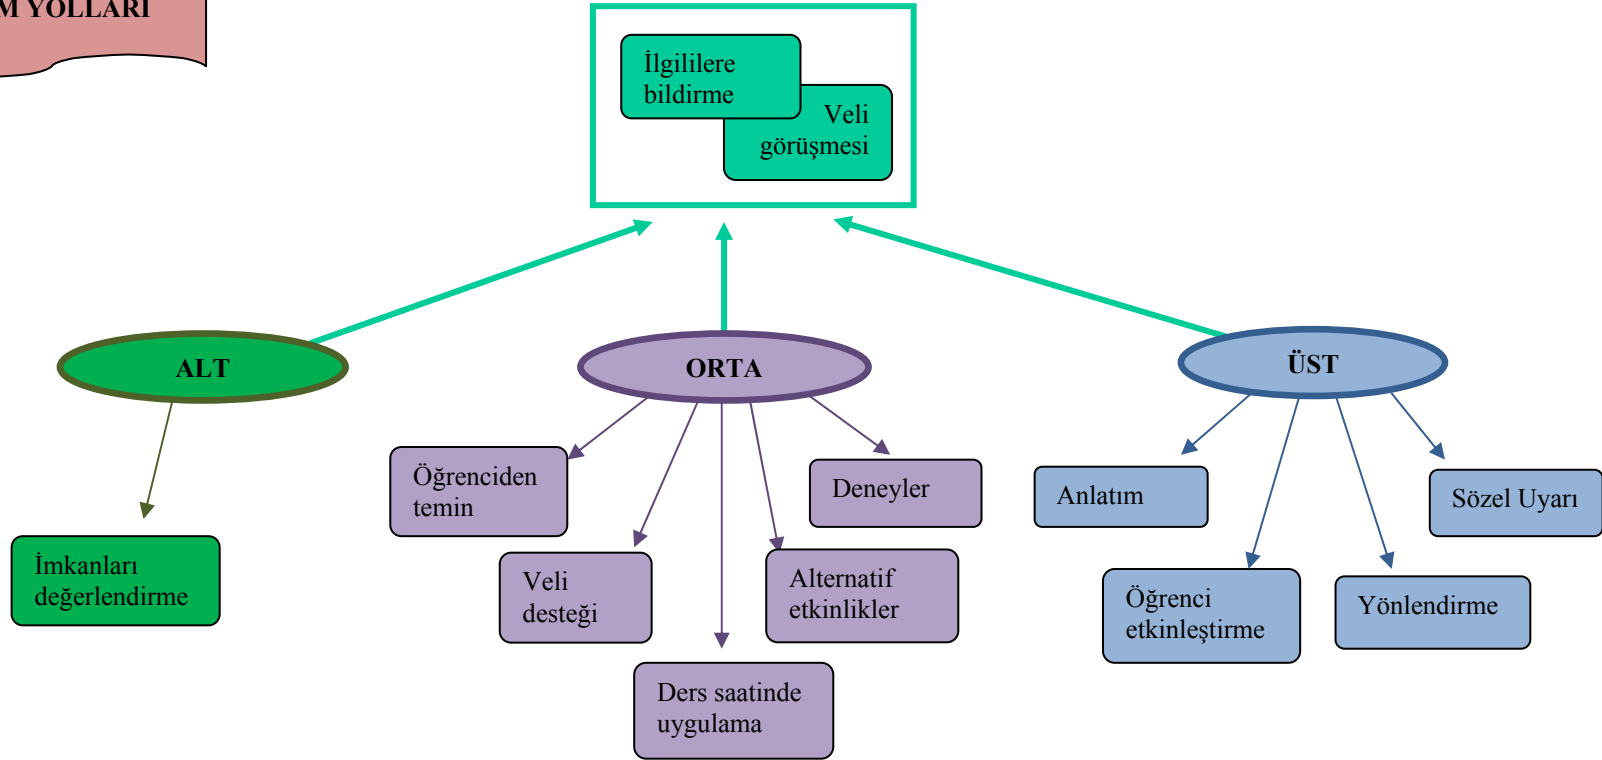 YOLLARI
İlgililere
bildirme
Veli
görüşmesi
ALT
ORTA
ÜST
Öğrenciden
temin
Deneyler
Anlatım
Sözel Uyarı
İmkanları
değerlendirme
Veli
desteği
Alternatif
etkinlikler
Öğrenci
etkinleştirme
Yönlendirme
Ders saatinde
uygulama